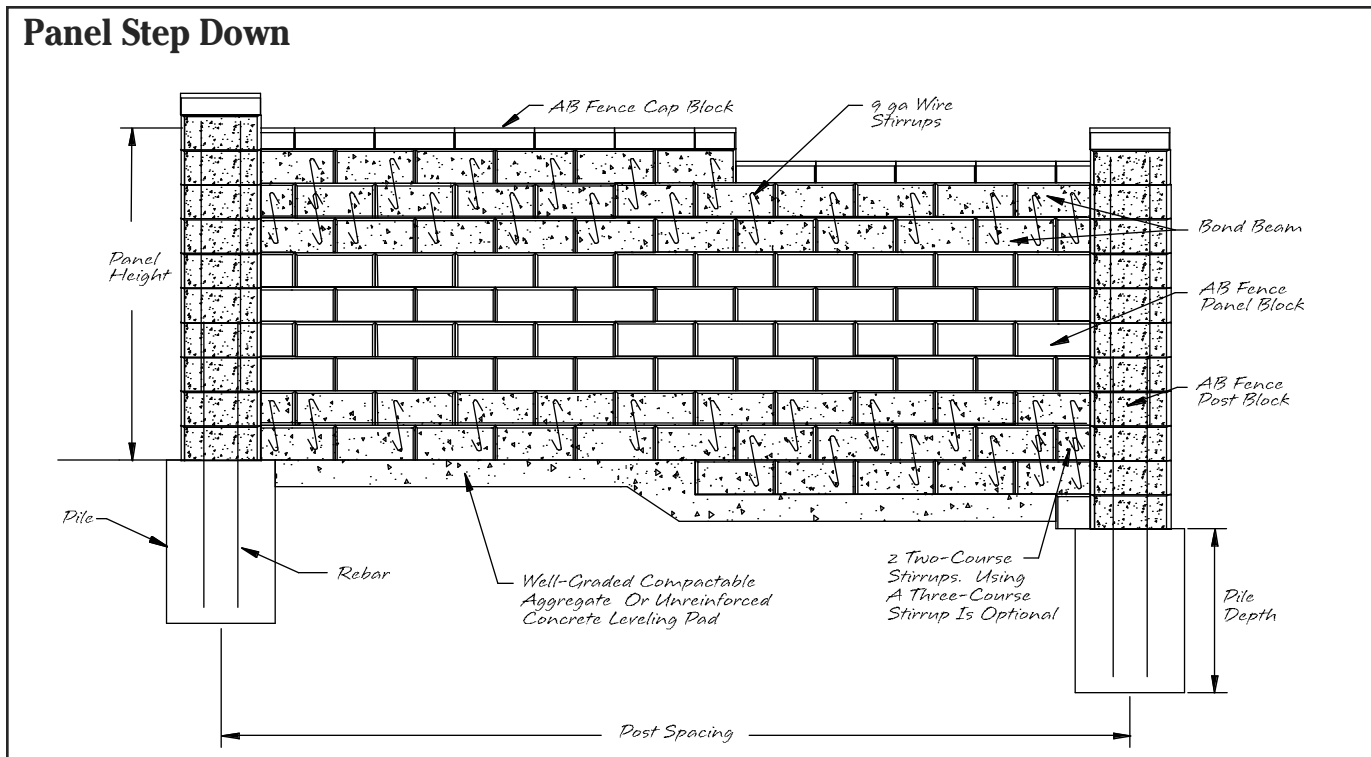 Panel Step Down
AB Fence Cap Block
9 ga Wire
Stirrups
Panel
Height
Bond Beam
AB Fence
Panel Block
AB Fence
Post Block
Pile
Rebar
Well-Graded Compactable
Aggregate Or Unreinforced
Concrete Leveling Pad
2 Two-Course
Stirrups. Using
A Three-Course
Stirrup Is Optional
Pile
Depth
Post Spacing